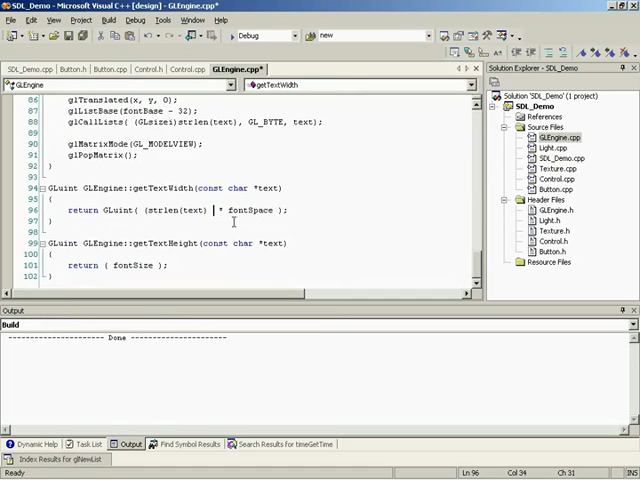 SDL_Demo - Microsoft Visual C++ [design] - GLEngine.cpp*
File Edit View Project Build Debug Tools Window Help
Debug new
SDL_Demo.cpp Button.h Button.cpp Control.h Control.cpp GLEngine.cpp*
GLEngine getTextWidth
86 glTranslated(x, y, 0);
87 glListBase(fontBase - 32);
88 glCallLists( (GLsizei)strlen(text), GL_BYTE, text);
89
90 glMatrixMode(GL_MODELVIEW);
91 glPopMatrix();
92 }
93
94 GLuint GLEngine::getTextWidth(const char *text)
95 {
96 return GLuint( (strlen(text) * fontSpace );
97 }
98
99 GLuint GLEngine::getTextHeight(const char *text)
100 {
101 return ( fontSize );
102 }
Solution Explorer - SDL_Demo
Solution 'SDL_Demo' (1 project)
SDL_Demo
References
Source Files
GLEngine.cpp
Light.cpp
SDL_Demo.cpp
Texture.cpp
Control.cpp
Button.cpp
Header Files
GLEngine.h
Light.h
Texture.h
Control.h
Button.h
Resource Files
Output
Build
---------------------- Done ----------------------
Dynamic Help Task List Output Find Symbol Results Search Results for timeGetTime
Index Results for glNewList
Ready Ln 96 Col 34 Ch 31 INS